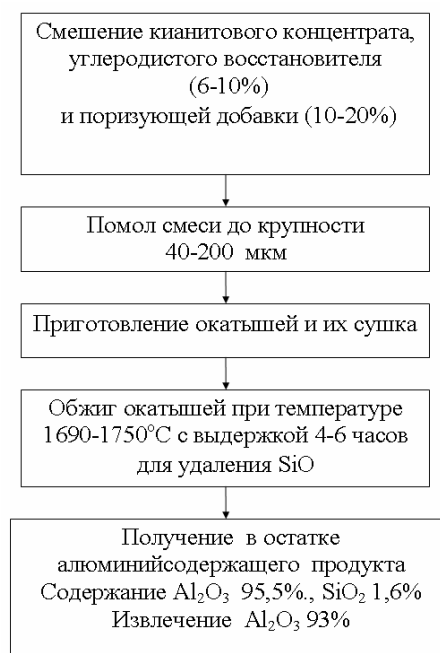 Смешение кианитового концентрата,
углеродистого восстановителя
(6-10%)
и поризующей добавки (10-20%)
Помол смеси до крупности
40-200 мкм
Приготовление окатышей и их сушка
Обжиг окатышей при температуре
1690-1750°С с выдержкой 4-6 часов
для удаления SiO
Получение в остатке
алюминийсодержащего продукта
Содержание Al₂O₃ 95,5%., SiO₂ 1,6%
Извлечение Al₂O₃ 93%